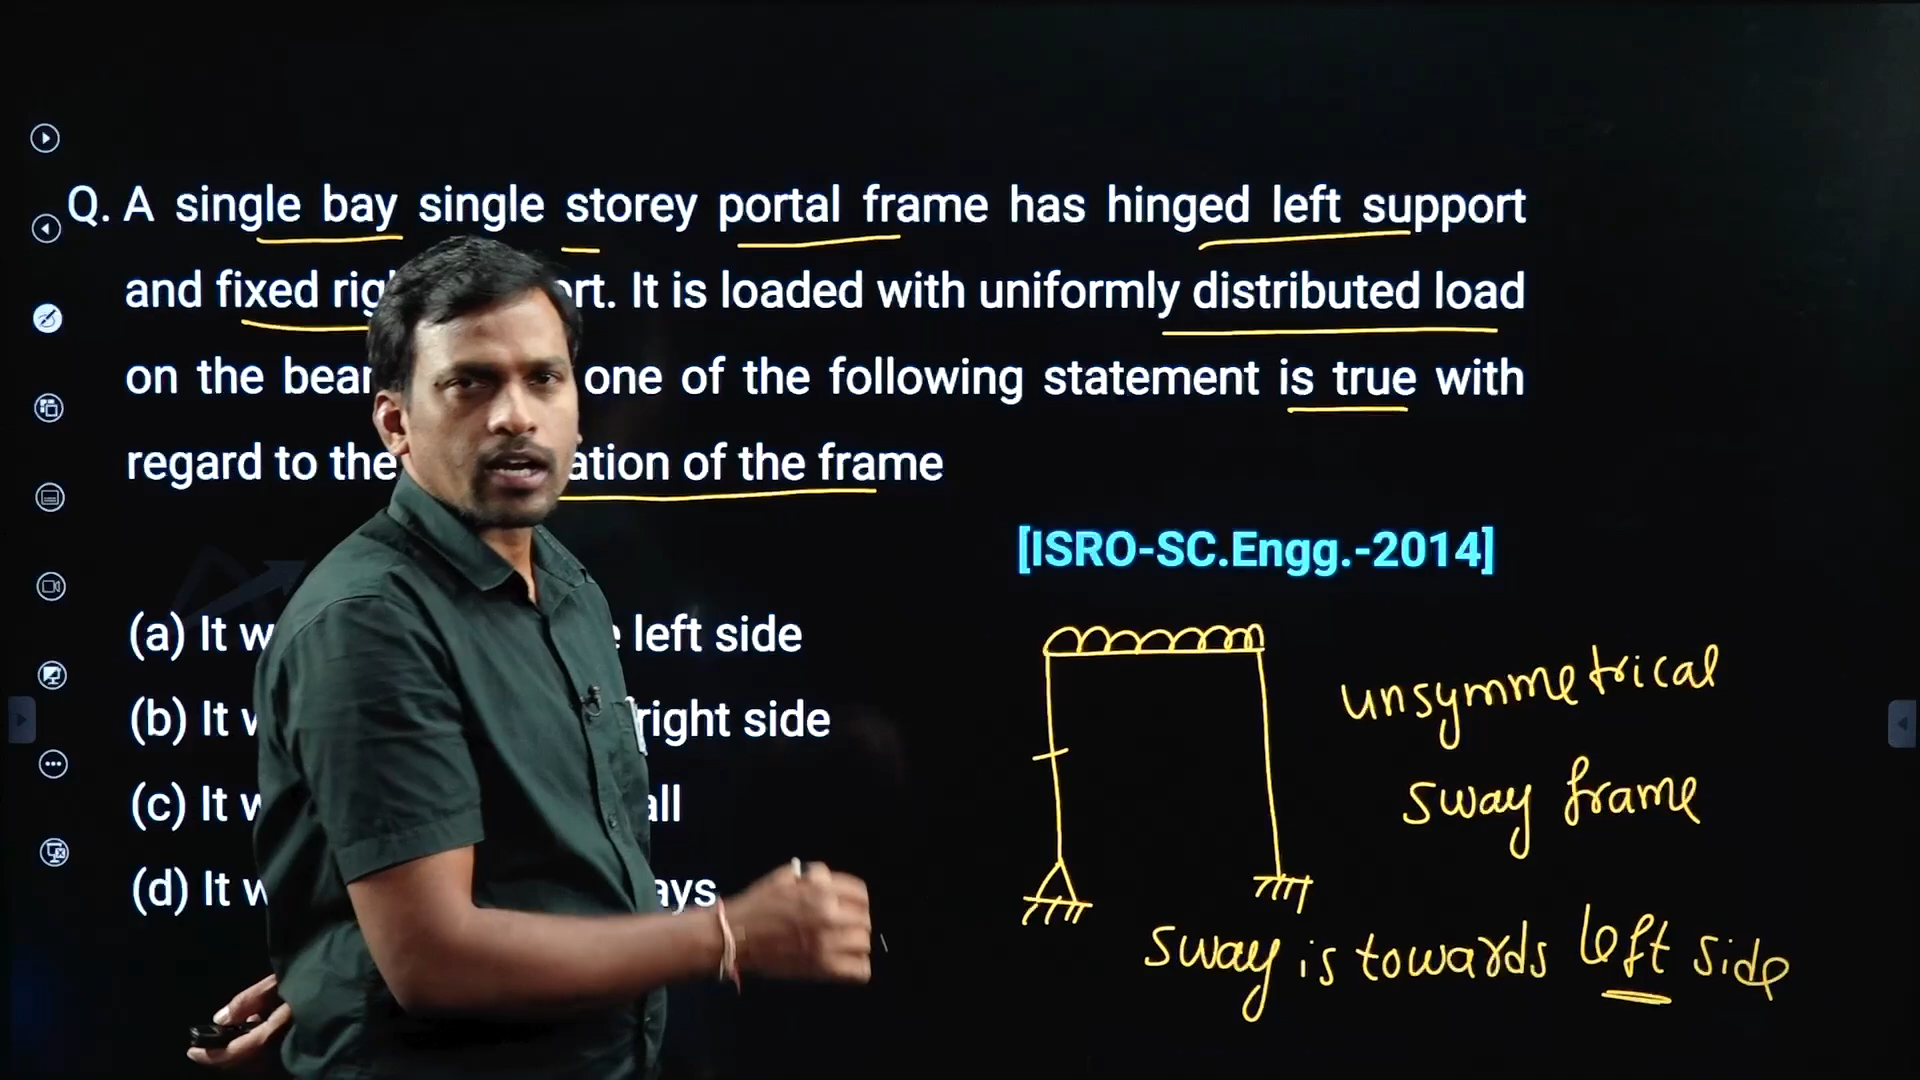 Q. A single bay single storey portal frame has hinged left support
and fixed rig ort. It is loaded with uniformly distributed load
on the bea one of the following statement is true with
regard to the ation of the frame
[ISRO-SC.Engg.-2014]
(a) It w left side
(b) It w right side
(c) It w all
(d) It w ays
unsymmetrical
sway frame
sway is towards left side